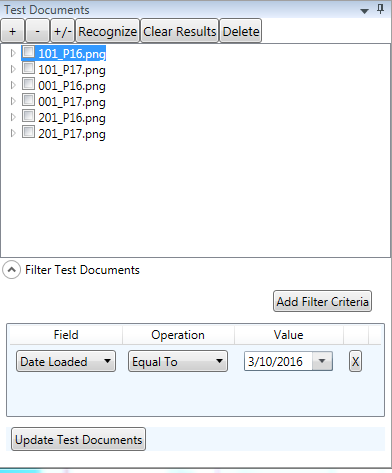 Test Documents
+ - +/- Recognize Clear Results Delete
101_P16.png
101_P17.png
001_P16.png
001_P17.png
201_P16.png
201_P17.png
Filter Test Documents
Add Filter Criteria
Field Operation Value
Date Loaded Equal To 3/10/2016 X
Update Test Documents